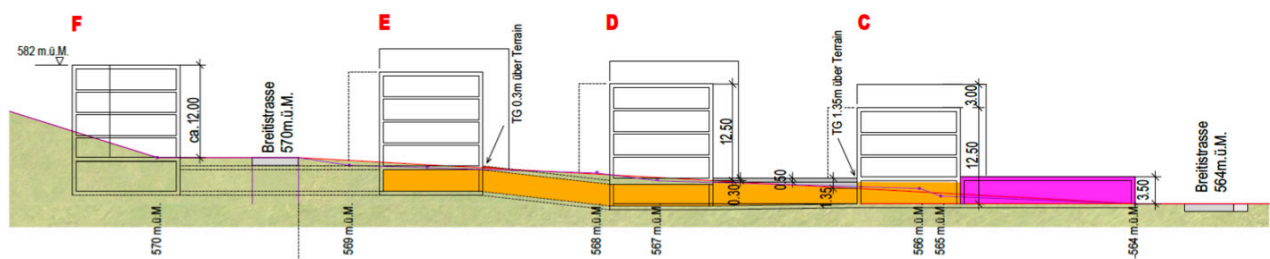 F
E
D
C
582 m.ü.M.
ca. 12.00
Breitistrasse
570m.ü.M.
TG 0.3m über Terrain
12.50
0.30
0.50
TG 1.35m über Terrain
1.35
3.00
12.50
3.50
Breitistrasse
564m.ü.M.
570 m.ü.M.
569 m.ü.M.
568 m.ü.M.
567 m.ü.M.
566 m.ü.M.
565 m.ü.M.
564 m.ü.M.